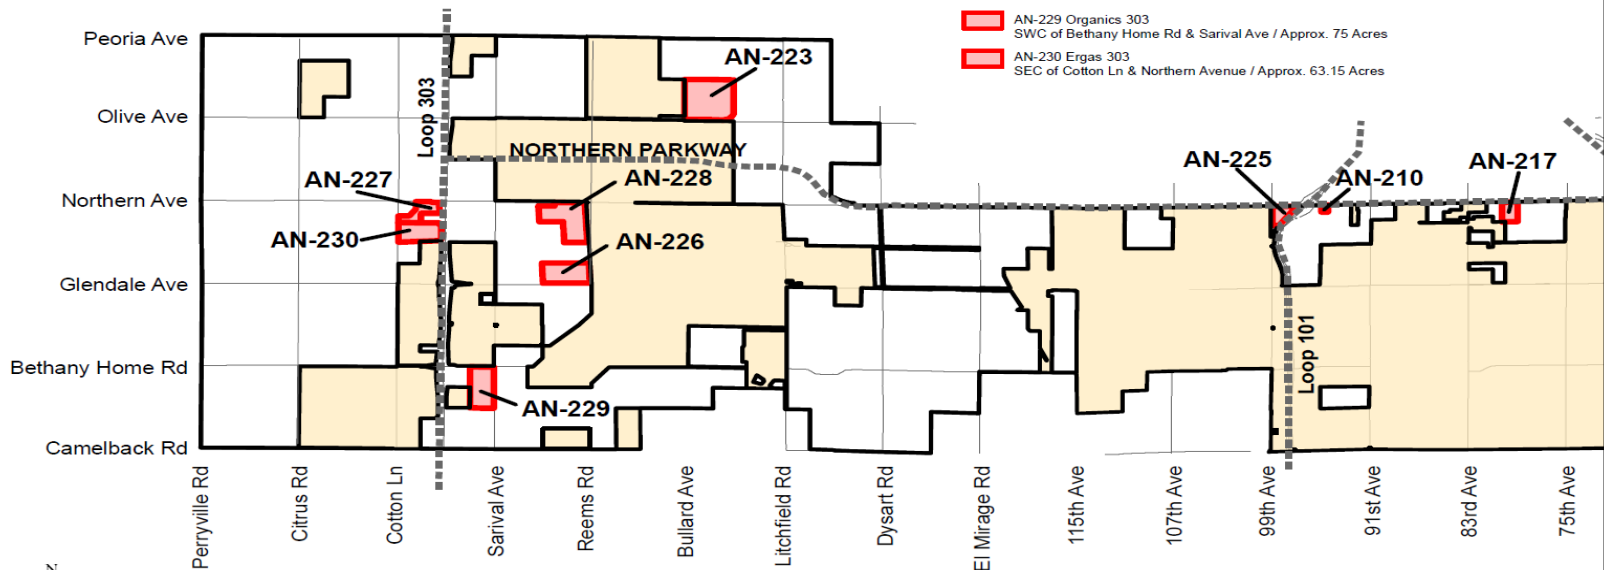 AN-229 Organics 303
SWC of Bethany Home Rd & Sarival Ave / Approx. 75 Acres
AN-230 Ergas 303
SEC of Cotton Ln & Northern Avenue / Approx. 63.15 Acres
Peoria Ave
AN-223
Loop 303
Olive Ave
NORTHERN PARKWAY
AN-225
AN-217
AN-227
AN-228
AN-210
Northern Ave
AN-230
AN-226
Glendale Ave
Loop 101
Bethany Home Rd
AN-229
Camelback Rd
Perryville Rd
Citrus Rd
Cotton Ln
Sarival Ave
Reems Rd
Bullard Ave
Litchfield Rd
Dysart Rd
El Mirage Rd
115th Ave
107th Ave
99th Ave
91st Ave
83rd Ave
75th Ave
N